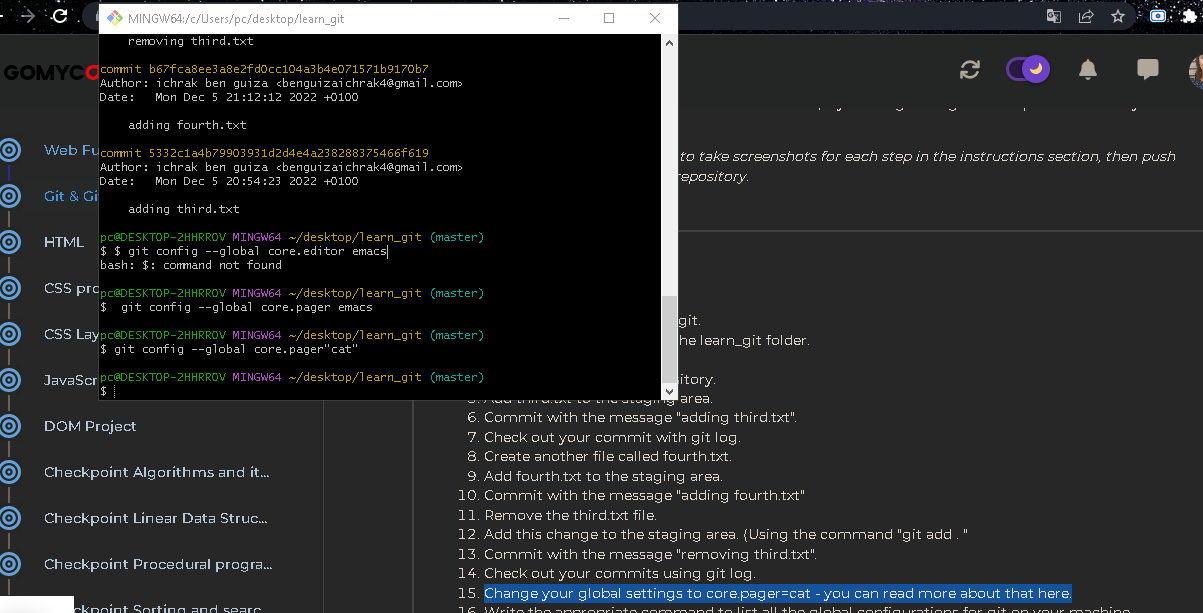 MINGW64:/c/Users/pc/desktop/learn_git
removing third.txt
commit b67fca8ee3a8e2fd0cc104a3b4e071571b9170b7
Author: ichrak ben guiza <benguizaichrak4@gmail.com>
Date: Mon Dec 5 21:12:12 2022 +0100
adding fourth.txt
commit 5332c1a4b79903931d2d4e4a238288375466f619
Author: ichrak ben guiza <benguizaichrak4@gmail.com>
Date: Mon Dec 5 20:54:23 2022 +0100
adding third.txt
pc@DESKTOP-2HHRROV MINGW64 ~/desktop/learn_git (master)
$ $ git config --global core.editor emacs
bash: $: command not found
pc@DESKTOP-2HHRROV MINGW64 ~/desktop/learn_git (master)
$  git config --global core.pager emacs
pc@DESKTOP-2HHRROV MINGW64 ~/desktop/learn_git (master)
$ git config --global core.pager"cat"
pc@DESKTOP-2HHRROV MINGW64 ~/desktop/learn_git (master)
$
GOMYCO
Web Fu
Git & Gi
HTML
CSS pro
CSS Lay
JavaScr
DOM Project
Checkpoint Algorithms and it...
Checkpoint Linear Data Struc...
Checkpoint Procedural progra...
ckpoint Sorting and searc
to take screenshots for each step in the instructions section, then push
repository.
git.
he learn_git folder.
itory.
5. Add third.txt to the staging area.
6. Commit with the message "adding third.txt".
7. Check out your commit with git log.
8. Create another file called fourth.txt.
9. Add fourth.txt to the staging area.
10. Commit with the message "adding fourth.txt"
11. Remove the third.txt file.
12. Add this change to the staging area. (Using the command "git add . "
13. Commit with the message "removing third.txt".
14. Check out your commits using git log.
15. Change your global settings to core.pager=cat - you can read more about that here.
16. Write the appropriate command to list all the global configurations for git on your machine